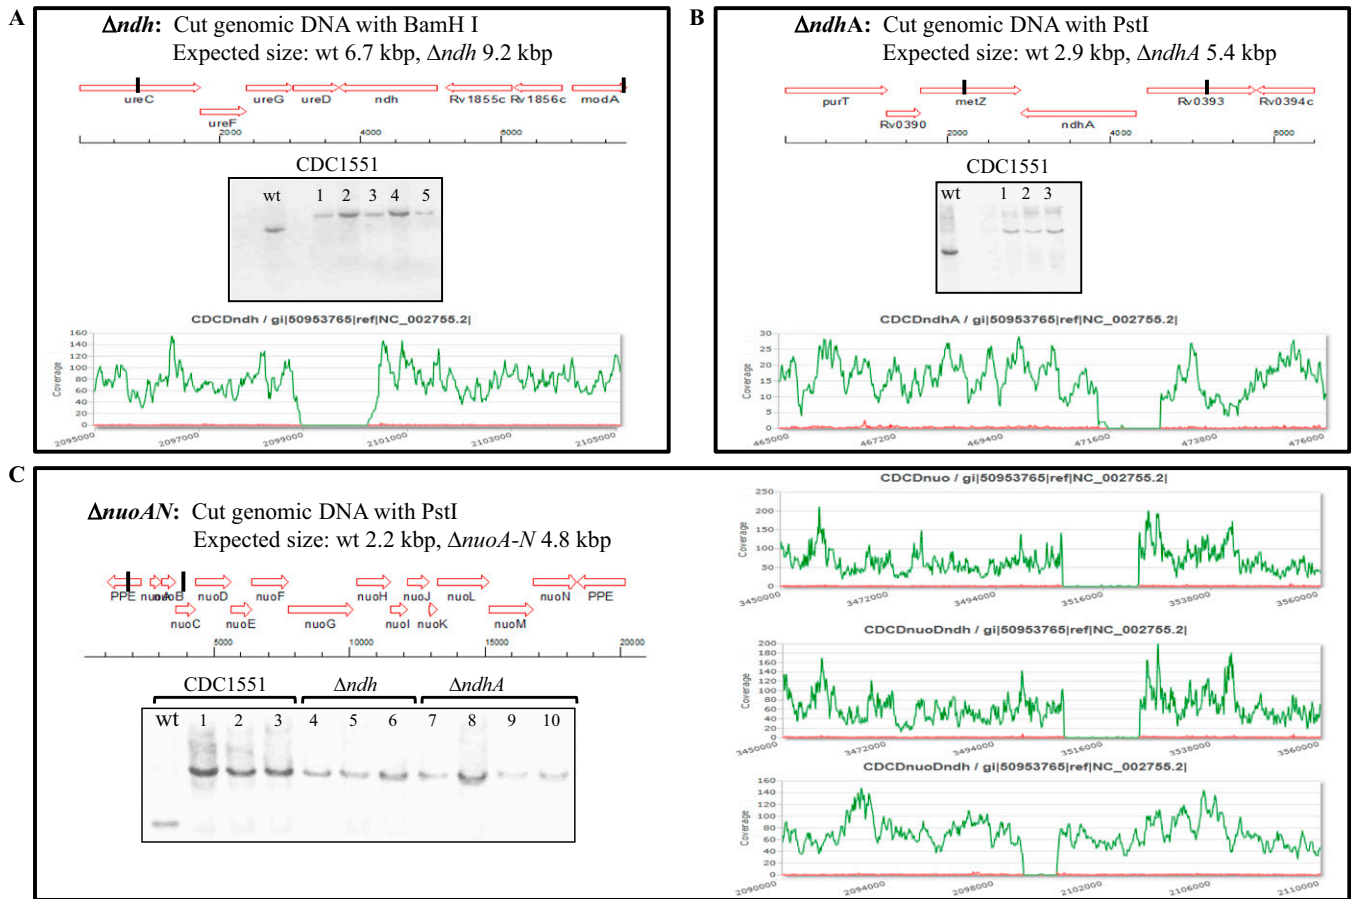 A
Δndh: Cut genomic DNA with BamH I
Expected size: wt 6.7 kbp, Δndh 9.2 kbp
ureC ureG ureD ndh Rv1855c Rv1856c modA
ureF
2000 4000 6000
CDC1551
wt 1 2 3 4 5
CDCDndh / gi|50953765|ref|NC_002755.2|
Coverage
160
140
120
100
80
60
40
20
0
2095000 2097000 2099000 2101000 2103000 2105000
B
ΔndhA: Cut genomic DNA with PstI
Expected size: wt 2.9 kbp, ΔndhA 5.4 kbp
purT metZ Rv0393 Rv0394c
Rv0390 ndhA
2000 4000 6000
CDC1551
wt 1 2 3
CDCDndhA / gi|50953765|ref|NC_002755.2|
Coverage
30
25
20
15
10
5
0
465000 467200 469400 471600 473800 476000
C
ΔnuoAN: Cut genomic DNA with PstI
Expected size: wt 2.2 kbp, ΔnuoA-N 4.8 kbp
PPE nuoA nuoB nuoD nuoF nuoH nuoJ nuoL nuoN PPE
nuoC nuoE nuoG nuoI nuoK nuoM
5000 10000 15000 20000
CDC1551 Δndh ΔndhA
wt 1 2 3 4 5 6 7 8 9 10
CDCDnuo / gi|50953765|ref|NC_002755.2|
Coverage
250
200
150
100
50
0
3450000 3472000 3494000 3516000 3538000 3560000
CDCDnuoDndh / gi|50953765|ref|NC_002755.2|
Coverage
200
180
160
140
120
100
80
60
40
20
0
3450000 3472000 3494000 3516000 3538000 3560000
CDCDnuoDndh / gi|50953765|ref|NC_002755.2|
Coverage
160
140
120
100
80
60
40
20
0
2090000 2094000 2098000 2102000 2106000 2110000